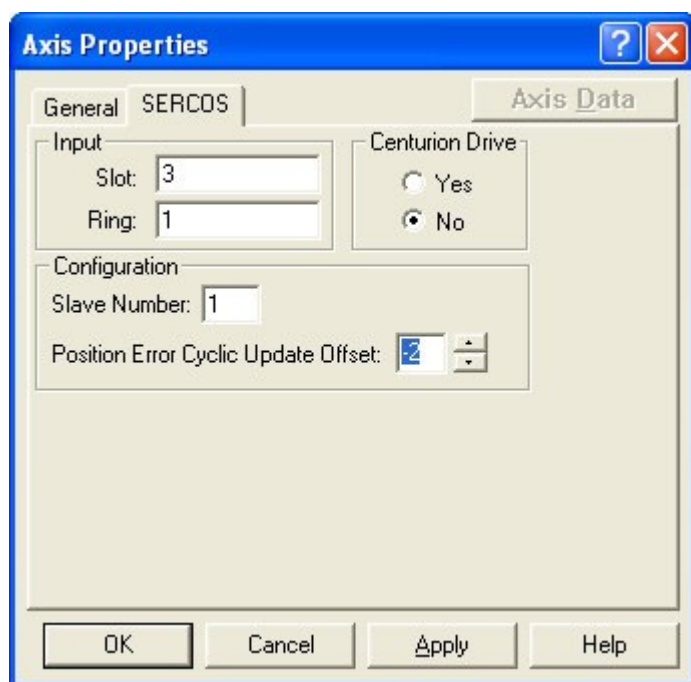 Axis Properties
General SERCOS Axis Data
Input
Slot: 3
Ring: 1
Centurion Drive
Yes
No
Configuration
Slave Number: 1
Position Error Cyclic Update Offset: -2
OK Cancel Apply Help